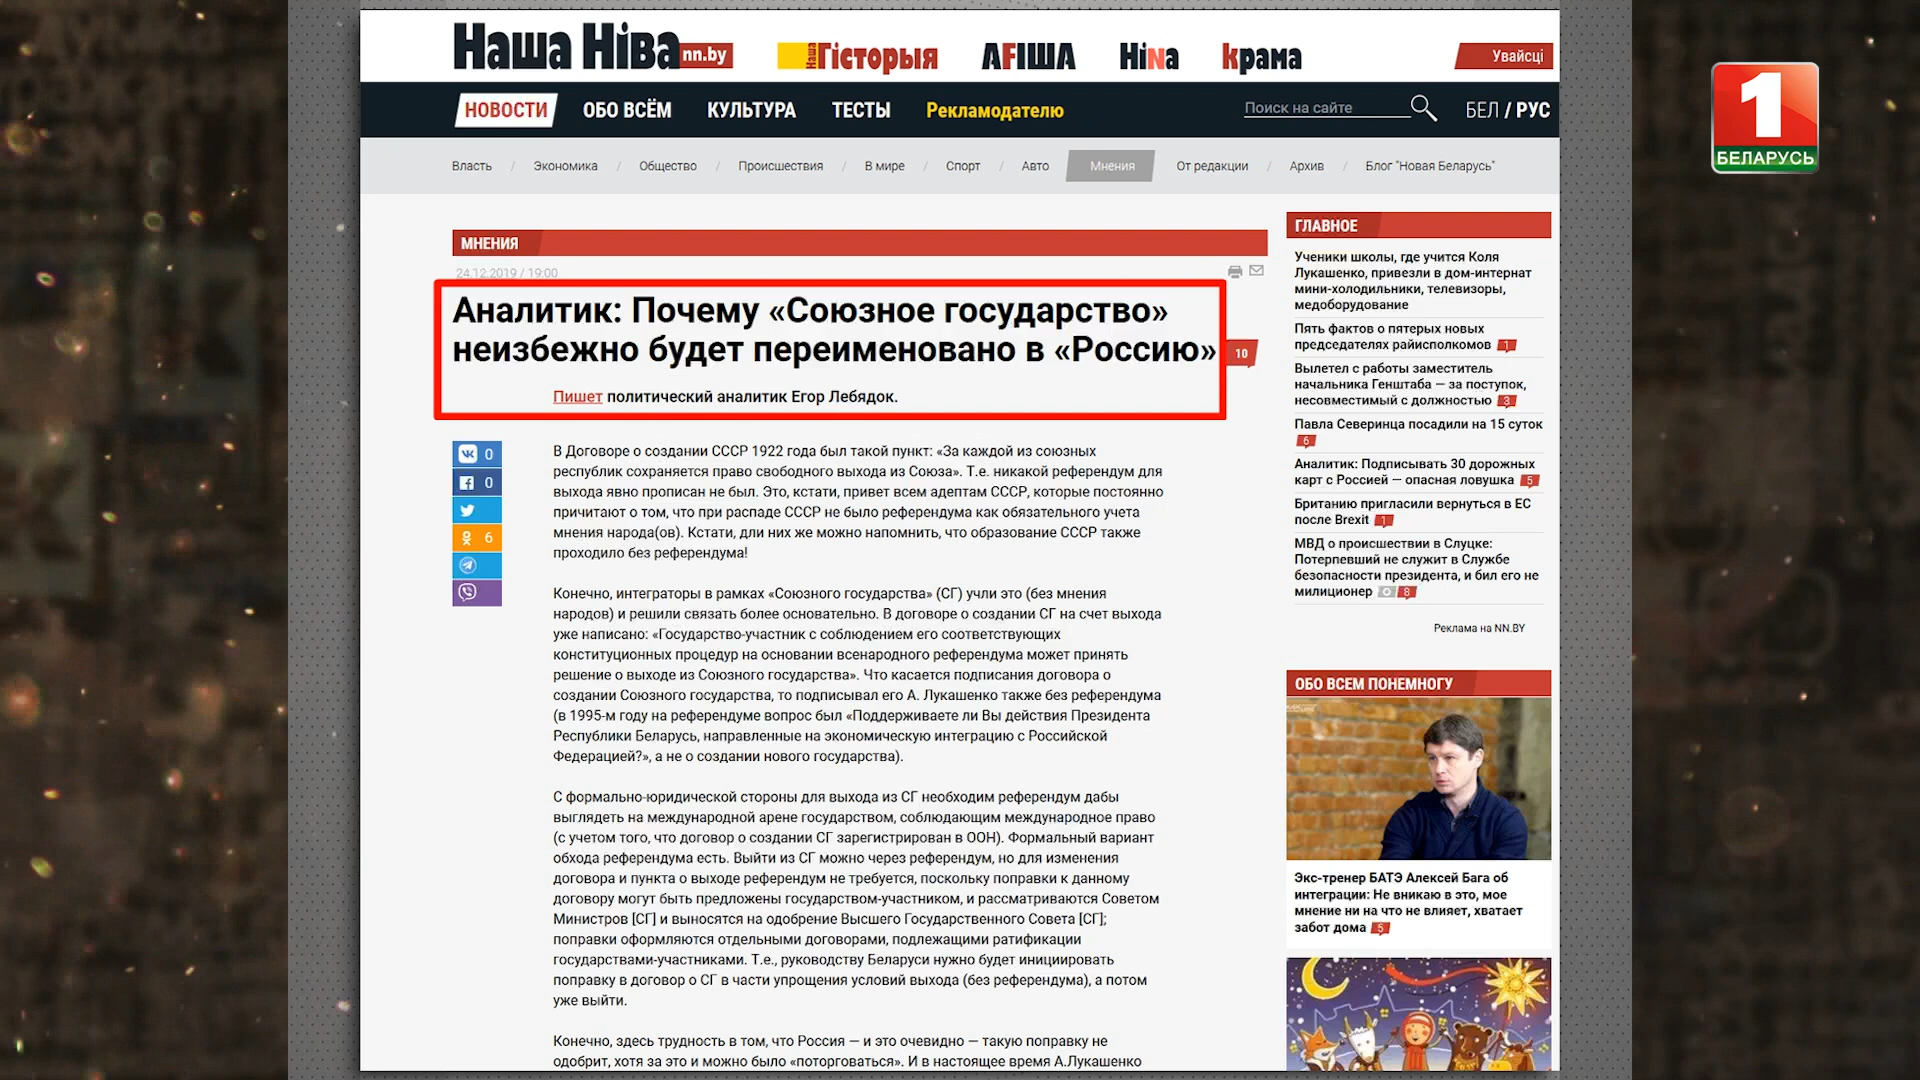 Наша Ніва nn.by
Наша Гісторыя
АFIША
НіNа
Крама
Увайсці
НОВОСТИ ОБО ВСЁМ КУЛЬТУРА ТЕСТЫ Рекламодателю
Поиск на сайте
БЕЛ / РУС
1
БЕЛАРУСЬ
Власть / Экономика / Общество / Происшествия / В мире / Спорт / Авто Мнения От редакции / Архив / Блог "Новая Беларусь"
МНЕНИЯ
24.12.2019 / 19:00
Аналитик: Почему «Союзное государство»
неизбежно будет переименовано в «Россию»
10
Пишет политический аналитик Егор Лебядок.
0
0
6
В Договоре о создании СССР 1922 года был такой пункт: «За каждой из союзных
республик сохраняется право свободного выхода из Союза». Т.е. никакой референдум для
выхода явно прописан не был. Это, кстати, привет всем адептам СССР, которые постоянно
причитают о том, что при распаде СССР не было референдума как обязательного учета
мнения народа(ов). Кстати, дли них же можно напомнить, что образование СССР также
проходило без референдума!
Конечно, интеграторы в рамках «Союзного государства» (СГ) учли это (без мнения
народов) и решили связать более основательно. В договоре о создании СГ на счет выхода
уже написано: «Государство-участник с соблюдением его соответствующих
конституционных процедур на основании всенародного референдума может принять
решение о выходе из Союзного государства». Что касается подписания договора о
создании Союзного государства, то подписывал его А. Лукашенко также без референдума
(в 1995-м году на референдуме вопрос был «Поддерживаете ли Вы действия Президента
Республики Беларусь, направленные на экономическую интеграцию с Российской
Федерацией?», а не о создании нового государства).
С формально-юридической стороны для выхода из СГ необходим референдум дабы
выглядеть на международной арене государством, соблюдающим международное право
(с учетом того, что договор о создании СГ зарегистрирован в ООН). Формальный вариант
обхода референдума есть. Выйти из СГ можно через референдум, но для изменения
договора и пункта о выходе референдум не требуется, поскольку поправки к данному
договору могут быть предложены государством-участником, и рассматриваются Советом
Министров [СГ] и выносятся на одобрение Высшего Государственного Совета [СГ];
поправки оформляются отдельными договорами, подлежащими ратификации
государствами-участниками. Т.е., руководству Беларуси нужно будет инициировать
поправку в договор о СГ в части упрощения условий выхода (без референдума), а потом
уже выйти.
Конечно, здесь трудность в том, что Россия — и это очевидно — такую поправку не
одобрит, хотя за это и можно было «поторговаться». И в настоящее время А.Лукашенко
ГЛАВНОЕ
Ученики школы, где учится Коля
Лукашенко, привезли в дом-интернат
мини-холодильники, телевизоры,
медоборудование
Пять фактов о пятерых новых
председателях райисполкомов 1
Вылетел с работы заместитель
начальника Генштаба — за поступок,
несовместимый с должностью 3
Павла Северинца посадили на 15 суток
6
Аналитик: Подписывать 30 дорожных
карт с Россией — опасная ловушка 5
Британию пригласили вернуться в ЕС
после Brexit 1
МВД о происшествии в Слуцке:
Потерпевший не служит в Службе
безопасности президента, и бил его не
милиционер 8
Реклама на NN.BY
ОБО ВСЕМ ПОНЕМНОГУ
Экс-тренер БАТЭ Алексей Бага об
интеграции: Не вникаю в это, мое
мнение ни на что не влияет, хватает
забот дома 5